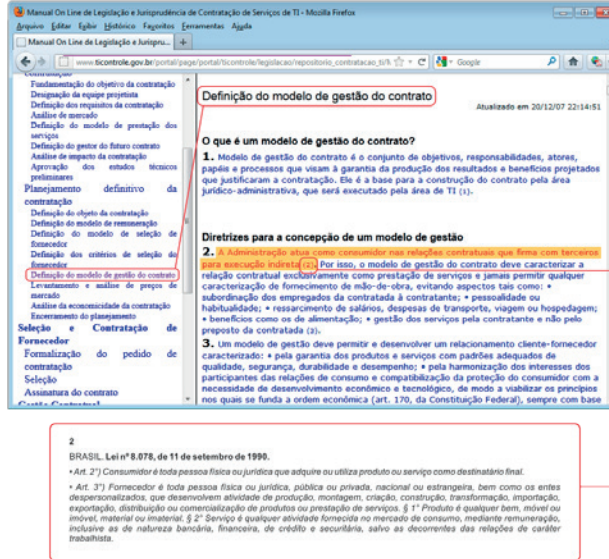 Manual On Line de Legislação e Jurisprudência de Contratação de Serviços de TI - Mozilla Firefox
Arquivo Editar Exibir Histórico Favoritos Ferramentas Ajuda
Manual On Line de Legislação e Jurispru... +
www.ticontrole.gov.br/portal/page/portal/ticontrole/legislacao/repositorio_contratacao_ti/
Google
contratação
Fundamentação do objetivo da contratação
Designação da equipe projetista
Definição dos requisitos da contratação
Análise de mercado
Definição do modelo de prestação dos
serviços
Definição do gestor do futuro contrato
Análise de impacto da contratação
Aprovação dos estudos técnicos
preliminares
Planejamento definitivo da
contratação
Definição do objeto da contratação
Definição do modelo de remuneração
Definição do modelo de seleção de
fornecedor
Definição dos critérios de seleção do
fornecedor
Definição do modelo de gestão do contrato
Levantamento e análise de preços de
mercado
Análise da economicidade da contratação
Encerramento do planejamento
Seleção e Contratação de
Fornecedor
Formalização do pedido de
contratação
Seleção
Assinatura do contrato
Gestão Contratual
Definição do modelo de gestão do contrato
Atualizado em 20/12/07 22:14:51
O que é um modelo de gestão do contrato?
1. Modelo de gestão do contrato é o conjunto de objetivos, responsabilidades, atores,
papéis e processos que visam à garantia da produção dos resultados e benefícios projetados
que justificaram a contratação. Ele é a base para a construção do contrato pela área
jurídico-administrativa, que será executado pela área de TI (1).
Diretrizes para a concepção de um modelo de gestão
2. A Administração atua como consumidor nas relações contratuais que firma com terceiros
para execução indireta (2). Por isso, o modelo de gestão do contrato deve caracterizar a
relação contratual exclusivamente como prestação de serviços e jamais permitir qualquer
caracterização de fornecimento de mão-de-obra, evitando aspectos tais como: •
subordinação dos empregados da contratada à contratante; • pessoalidade ou
habitualidade; • ressarcimento de salários, despesas de transporte, viagem ou hospedagem;
• benefícios como os de alimentação; • gestão dos serviços pela contratante e não pelo
preposto da contratada (2).
3. Um modelo de gestão deve permitir e desenvolver um relacionamento cliente-fornecedor
caracterizado: • pela garantia dos produtos e serviços com padrões adequados de
qualidade, segurança, durabilidade e desempenho; • pela harmonização dos interesses dos
participantes das relações de consumo e compatibilização da proteção do consumidor com a
necessidade de desenvolvimento econômico e tecnológico, de modo a viabilizar os princípios
nos quais se funda a ordem econômica (art. 170, da Constituição Federal), sempre com base
2
BRASIL. Lei nº 8.078, de 11 de setembro de 1990.
• Art. 2°) Consumidor é toda pessoa física ou jurídica que adquire ou utiliza produto ou serviço como destinatário final.
• Art. 3°) Fornecedor é toda pessoa física ou jurídica, pública ou privada, nacional ou estrangeira, bem como os entes
despersonalizados, que desenvolvem atividade de produção, montagem, criação, construção, transformação, importação,
exportação, distribuição ou comercialização de produtos ou prestação de serviços. § 1° Produto é qualquer bem, móvel ou
imóvel, material ou imaterial. § 2° Serviço é qualquer atividade fornecida no mercado de consumo, mediante remuneração,
inclusive as de natureza bancária, financeira, de crédito e securitária, salvo as decorrentes das relações de caráter
trabalhista.